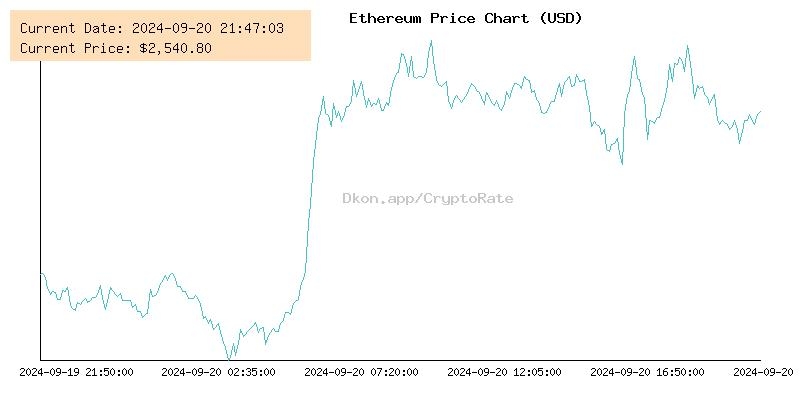 Ethereum Price Chart (USD)
Current Date: 2024-09-20 21:47:03
Current Price: $2,540.80
Dkon.app/CryptoRate
2024-09-19 21:50:00 2024-09-20 02:35:00 2024-09-20 07:20:00 2024-09-20 12:05:00 2024-09-20 16:50:00 2024-09-20